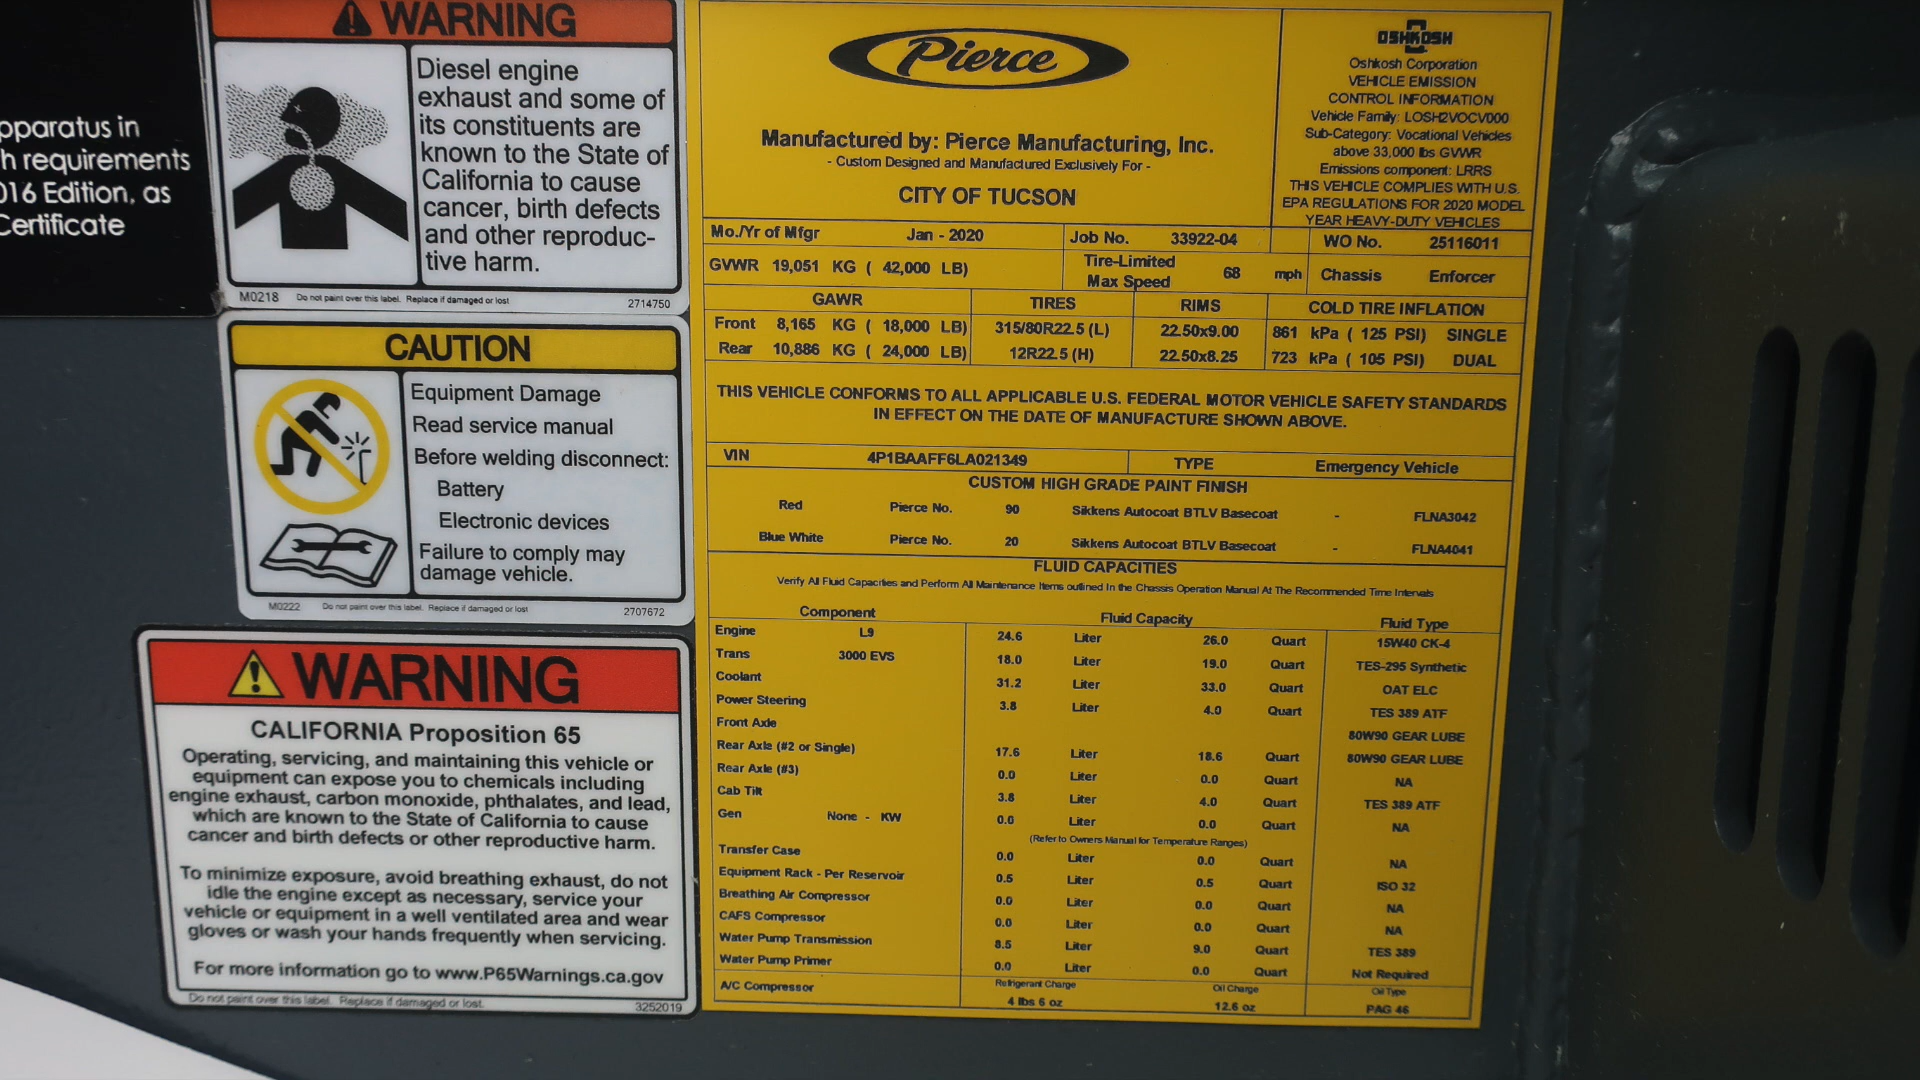 pparatus in
h requirements
016 Edition, as
Certificate
WARNING
Diesel engine
exhaust and some of
its constituents are
known to the State of
California to cause
cancer, birth defects
and other reproduc-
tive harm.
M0218 Do not paint over this label. Replace if damaged or lost 2714750
CAUTION
Equipment Damage
Read service manual
Before welding disconnect:
Battery
Electronic devices
Failure to comply may
damage vehicle.
M0222 Do not paint over this label. Replace if damaged or lost 2707672
WARNING
CALIFORNIA Proposition 65
Operating, servicing, and maintaining this vehicle or
equipment can expose you to chemicals including
engine exhaust, carbon monoxide, phthalates, and lead,
which are known to the State of California to cause
cancer and birth defects or other reproductive harm.
To minimize exposure, avoid breathing exhaust, do not
idle the engine except as necessary, service your
vehicle or equipment in a well ventilated area and wear
gloves or wash your hands frequently when servicing.
For more information go to www.P65Warnings.ca.gov
Do not paint over this label. Replace if damaged or lost. 3252019
Pierce
Manufactured by: Pierce Manufacturing, Inc.
- Custom Designed and Manufactured Exclusively For -
CITY OF TUCSON
OSHKOSH
Oshkosh Corporation
VEHICLE EMISSION
CONTROL INFORMATION
Vehicle Family: LOSH2VOCV000
Sub-Category: Vocational Vehicles
above 33,000 lbs GVWR
Emissions component: LRRS
THIS VEHICLE COMPLIES WITH U.S.
EPA REGULATIONS FOR 2020 MODEL
YEAR HEAVY-DUTY VEHICLES
Mo./Yr of Mfgr Jan - 2020 Job No. 33922-04 WO No. 25116011
GVWR 19,051 KG ( 42,000 LB) Tire-Limited Max Speed 68 mph Chassis Enforcer
GAWR TIRES RIMS COLD TIRE INFLATION
Front 8,165 KG ( 18,000 LB) 315/80R22.5 (L) 22.50x9.00 861 kPa ( 125 PSI) SINGLE
Rear 10,886 KG ( 24,000 LB) 12R22.5 (H) 22.50x8.25 723 kPa ( 105 PSI) DUAL
THIS VEHICLE CONFORMS TO ALL APPLICABLE U.S. FEDERAL MOTOR VEHICLE SAFETY STANDARDS
IN EFFECT ON THE DATE OF MANUFACTURE SHOWN ABOVE.
VIN 4P1BAAFF6LA021349 TYPE Emergency Vehicle
CUSTOM HIGH GRADE PAINT FINISH
Red Pierce No. 90 Sikkens Autocoat BTLV Basecoat - FLNA3042
Blue White Pierce No. 20 Sikkens Autocoat BTLV Basecoat - FLNA4041
FLUID CAPACITIES
Verify All Fluid Capacities and Perform All Maintenance Items outlined In the Chassis Operation Manual At The Recommended Time Intervals
Component Fluid Capacity Fluid Type
Engine L9 24.6 Liter 26.0 Quart 15W40 CK-4
Trans 3000 EVS 18.0 Liter 19.0 Quart TES-295 Synthetic
Coolant 31.2 Liter 33.0 Quart OAT ELC
Power Steering 3.8 Liter 4.0 Quart TES 389 ATF
Front Axle 80W90 GEAR LUBE
Rear Axle (#2 or Single) 17.6 Liter 18.6 Quart 80W90 GEAR LUBE
Rear Axle (#3) 0.0 Liter 0.0 Quart NA
Cab Tilt 3.8 Liter 4.0 Quart TES 389 ATF
Gen None - KW 0.0 Liter 0.0 Quart NA
(Refer to Owners Manual for Temperature Ranges)
Transfer Case 0.0 Liter 0.0 Quart NA
Equipment Rack - Per Reservoir 0.5 Liter 0.5 Quart ISO 32
Breathing Air Compressor 0.0 Liter 0.0 Quart NA
CAFS Compressor 0.0 Liter 0.0 Quart NA
Water Pump Transmission 8.5 Liter 9.0 Quart TES 389
Water Pump Primer 0.0 Liter 0.0 Quart Not Required
Refrigerant Charge Oil Charge Oil Type
A/C Compressor 4 lbs 6 oz 12.6 oz PAG 46